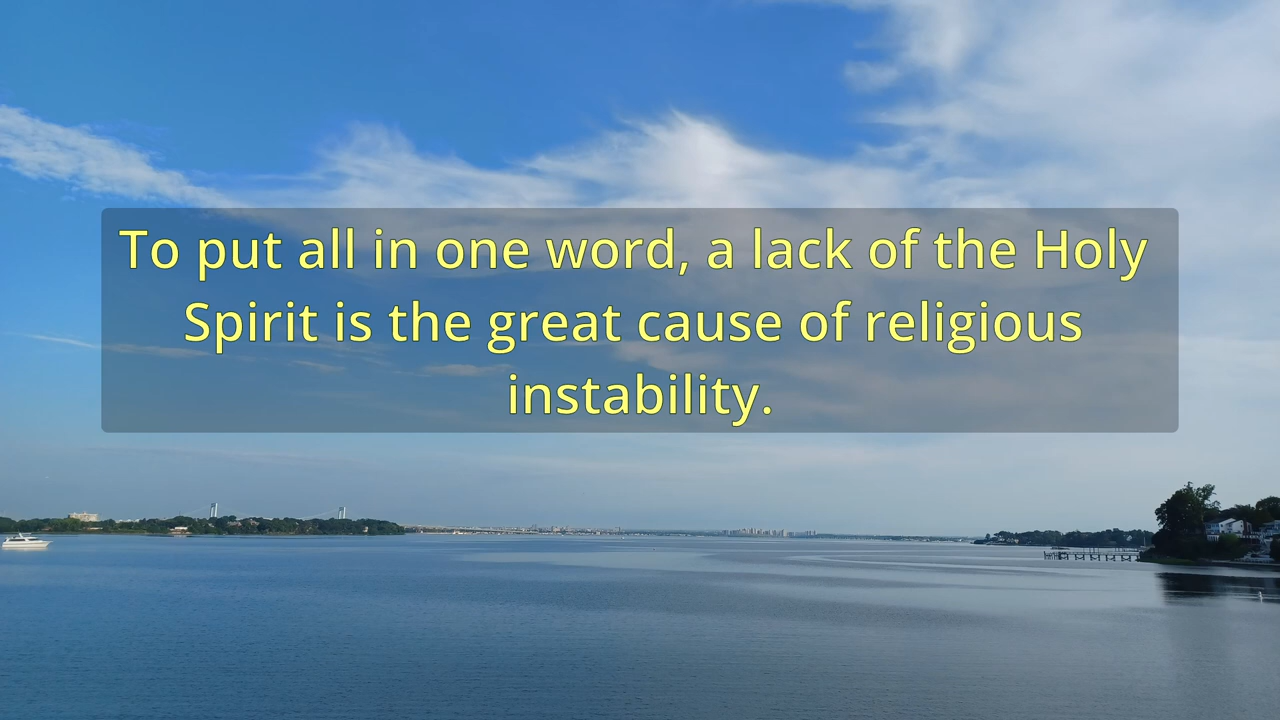 To put all in one word, a lack of the Holy
Spirit is the great cause of religious
instability.